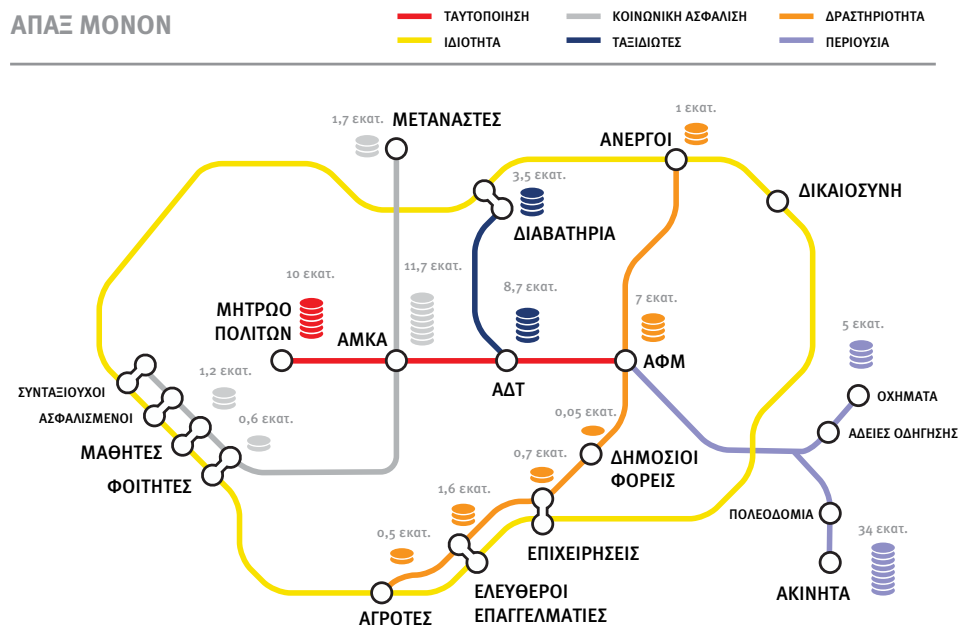 ΑΠΑΞ ΜΟΝΟΝ
ΤΑΥΤΟΠΟΙΗΣΗ
ΚΟΙΝΩΝΙΚΗ ΑΣΦΑΛΙΣΗ
ΔΡΑΣΤΗΡΙΟΤΗΤΑ
ΙΔΙΟΤΗΤΑ
ΤΑΞΙΔΙΩΤΕΣ
ΠΕΡΙΟΥΣΙΑ
1,7 εκατ.
ΜΕΤΑΝΑΣΤΕΣ
1 εκατ.
ΑΝΕΡΓΟΙ
3,5 εκατ.
ΔΙΑΒΑΤΗΡΙΑ
ΔΙΚΑΙΟΣΥΝΗ
10 εκατ.
11,7 εκατ.
8,7 εκατ.
7 εκατ.
ΜΗΤΡΩΟ
ΠΟΛΙΤΩΝ
ΑΜΚΑ
ΑΔΤ
ΑΦΜ
5 εκατ.
ΟΧΗΜΑΤΑ
ΑΔΕΙΕΣ ΟΔΗΓΗΣΗΣ
ΣΥΝΤΑΞΙΟΥΧΟΙ
ΑΣΦΑΛΙΣΜΕΝΟΙ
1,2 εκατ.
0,6 εκατ.
ΜΑΘΗΤΕΣ
ΦΟΙΤΗΤΕΣ
0,05 εκατ.
ΔΗΜΟΣΙΟΙ
ΦΟΡΕΙΣ
0,7 εκατ.
ΕΠΙΧΕΙΡΗΣΕΙΣ
1,6 εκατ.
ΕΛΕΥΘΕΡΟΙ
ΕΠΑΓΓΕΛΜΑΤΙΕΣ
0,5 εκατ.
ΑΓΡΟΤΕΣ
ΠΟΛΕΟΔΟΜΙΑ
34 εκατ.
ΑΚΙΝΗΤΑ